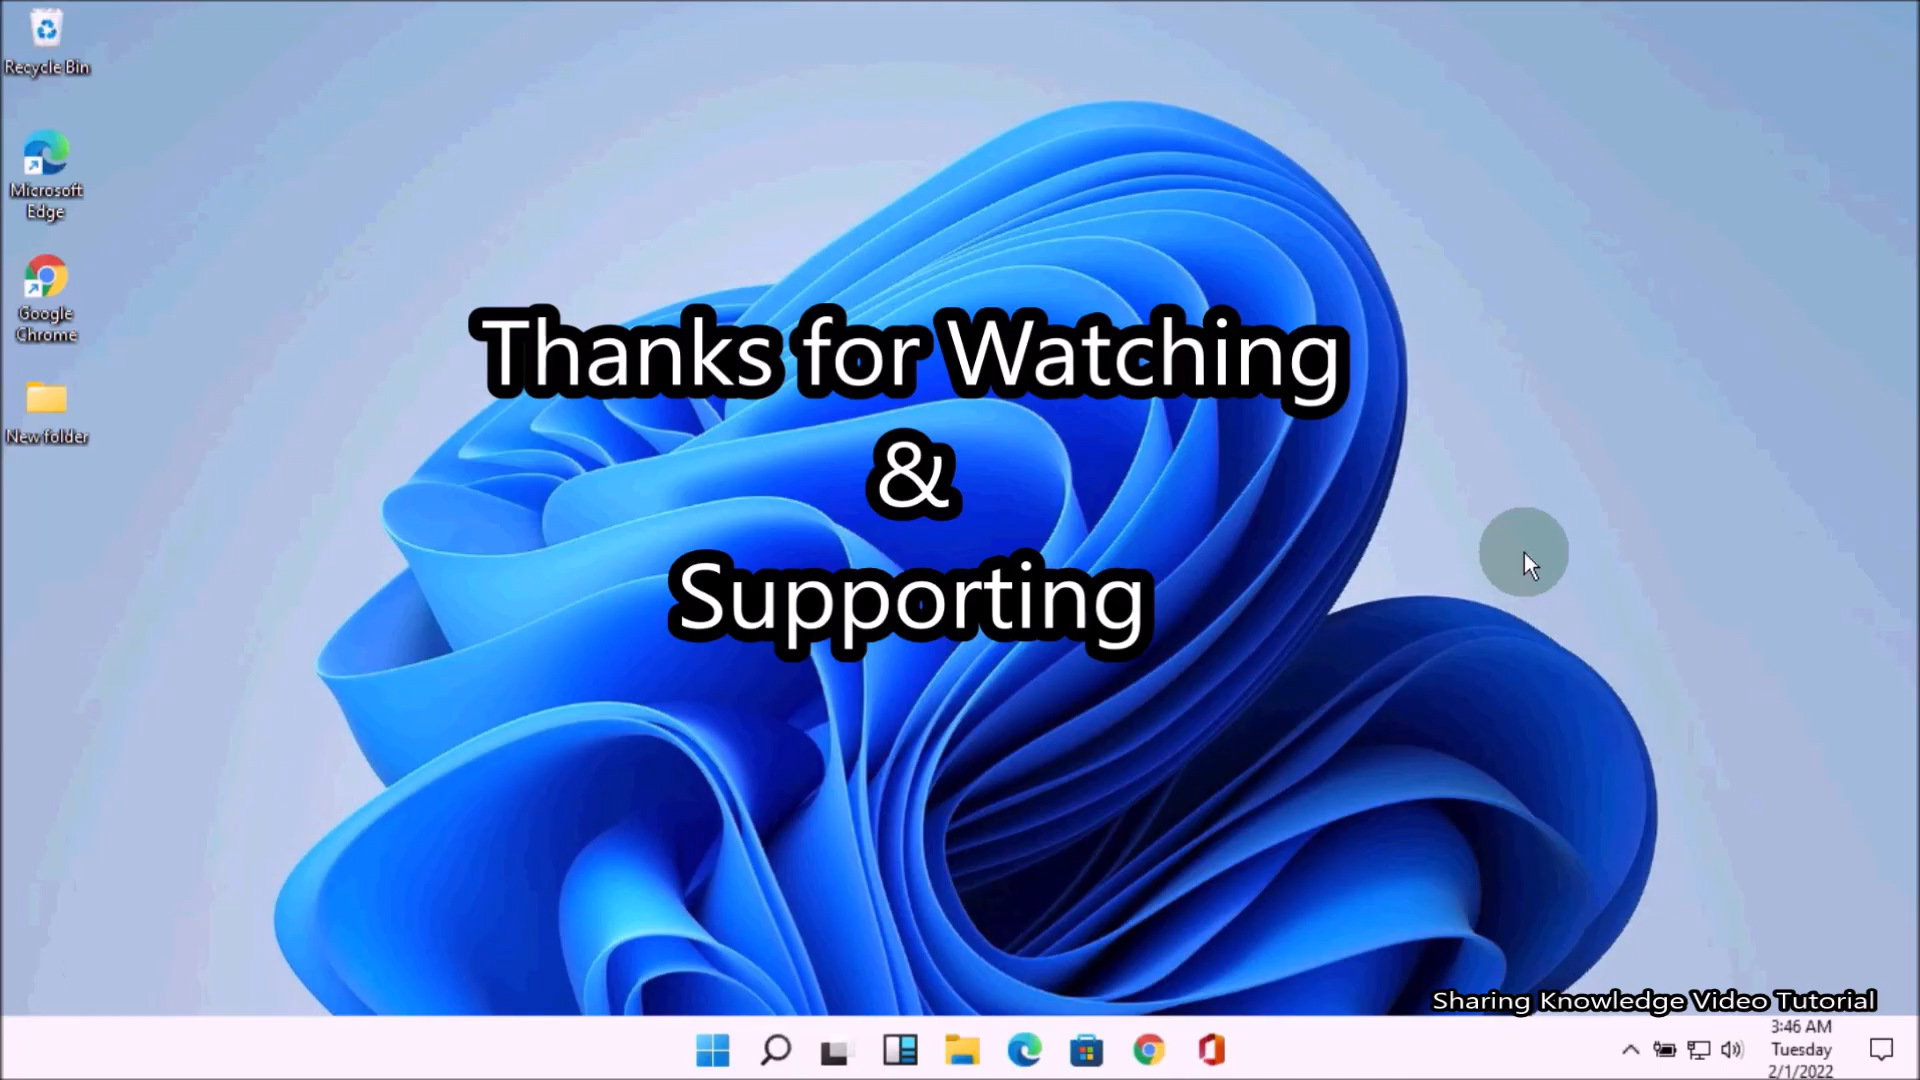 Recycle Bin
Microsoft
Edge
Google
Chrome
New folder
Thanks for Watching
&
Supporting
Sharing Knowledge Video Tutorial
3:46 AM
Tuesday
2/1/2022